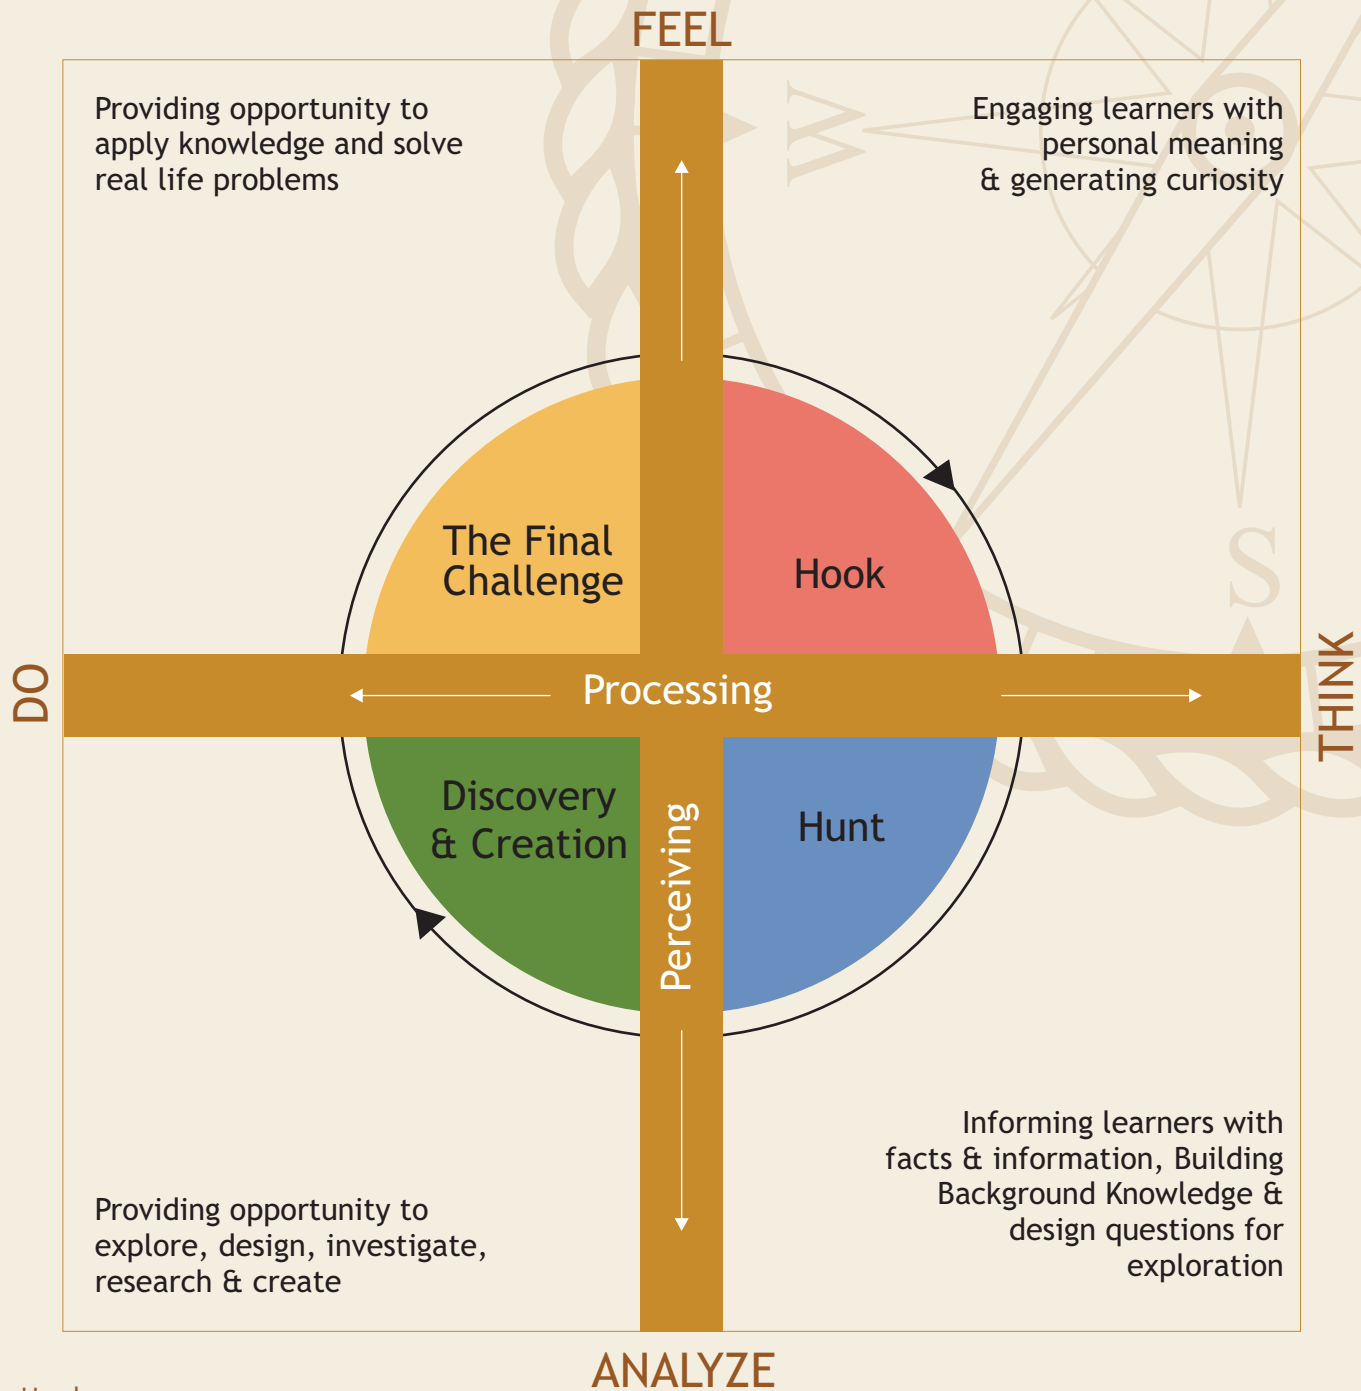 FEEL
Providing opportunity to
apply knowledge and solve
real life problems
Engaging learners with
personal meaning
& generating curiosity
W
S
The Final
Challenge
Hook
DO
Processing
THINK
Discovery
& Creation
Perceiving
Hunt
Informing learners with
facts & information, Building
Background Knowledge &
design questions for
exploration
Providing opportunity to
explore, design, investigate,
research & create
ANALYZE